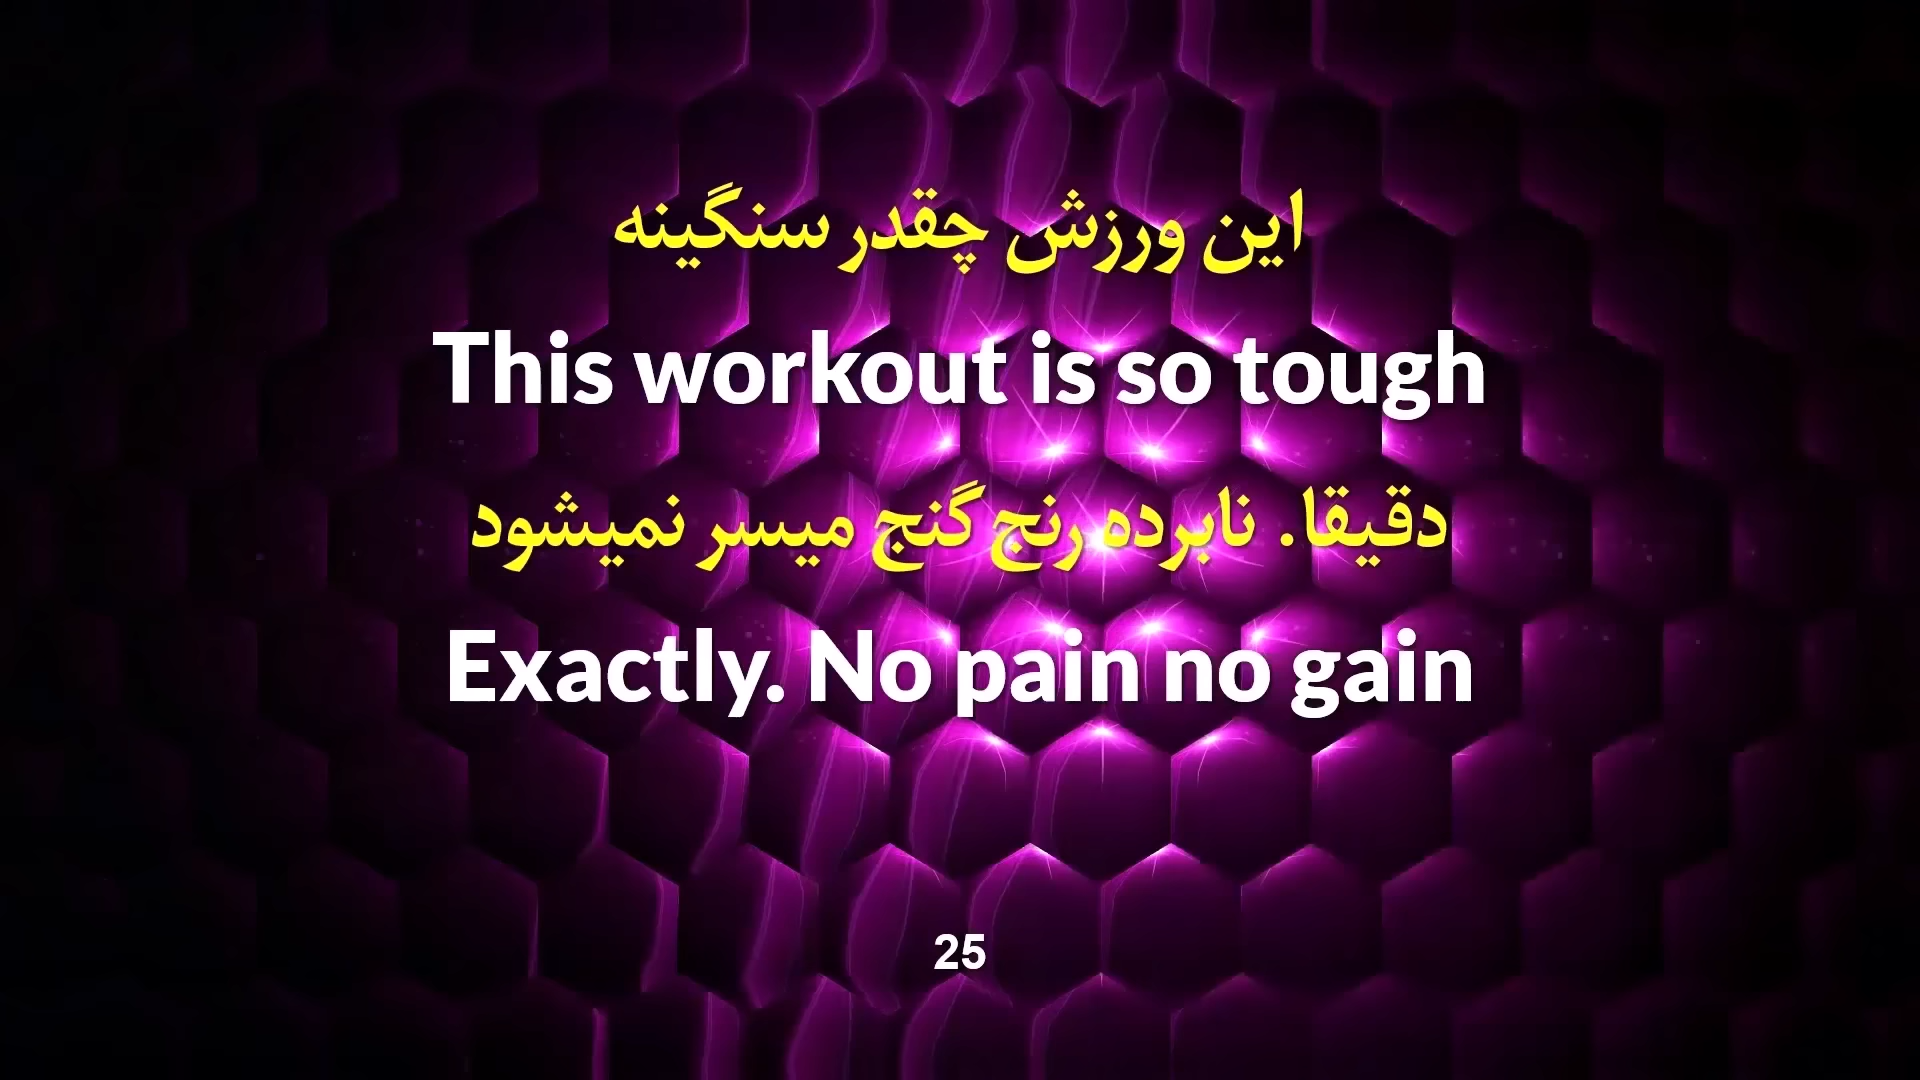 این ورزش چقدر سنگینه
This workout is so tough
دقیقا. نابرده رنج گنج میسر نمیشود
Exactly. No pain no gain
25